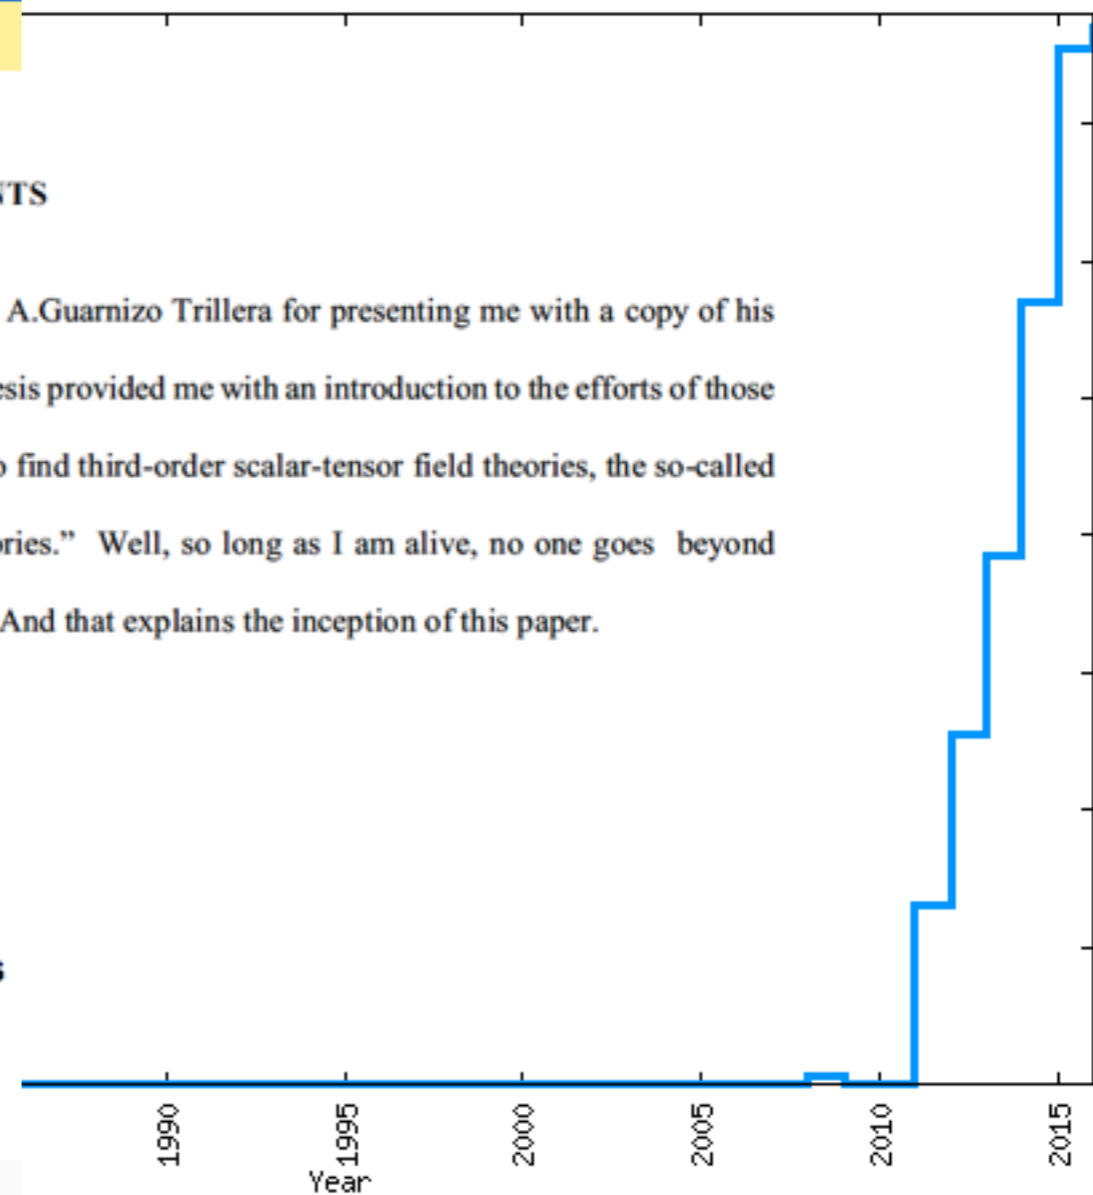 NTS
A.Guarnizo Trillera for presenting me with a copy of his
esis provided me with an introduction to the efforts of those
o find third-order scalar-tensor field theories, the so-called
ories.” Well, so long as I am alive, no one goes beyond
And that explains the inception of this paper.
s
1990 1995 2000 2005 2010 2015
Year